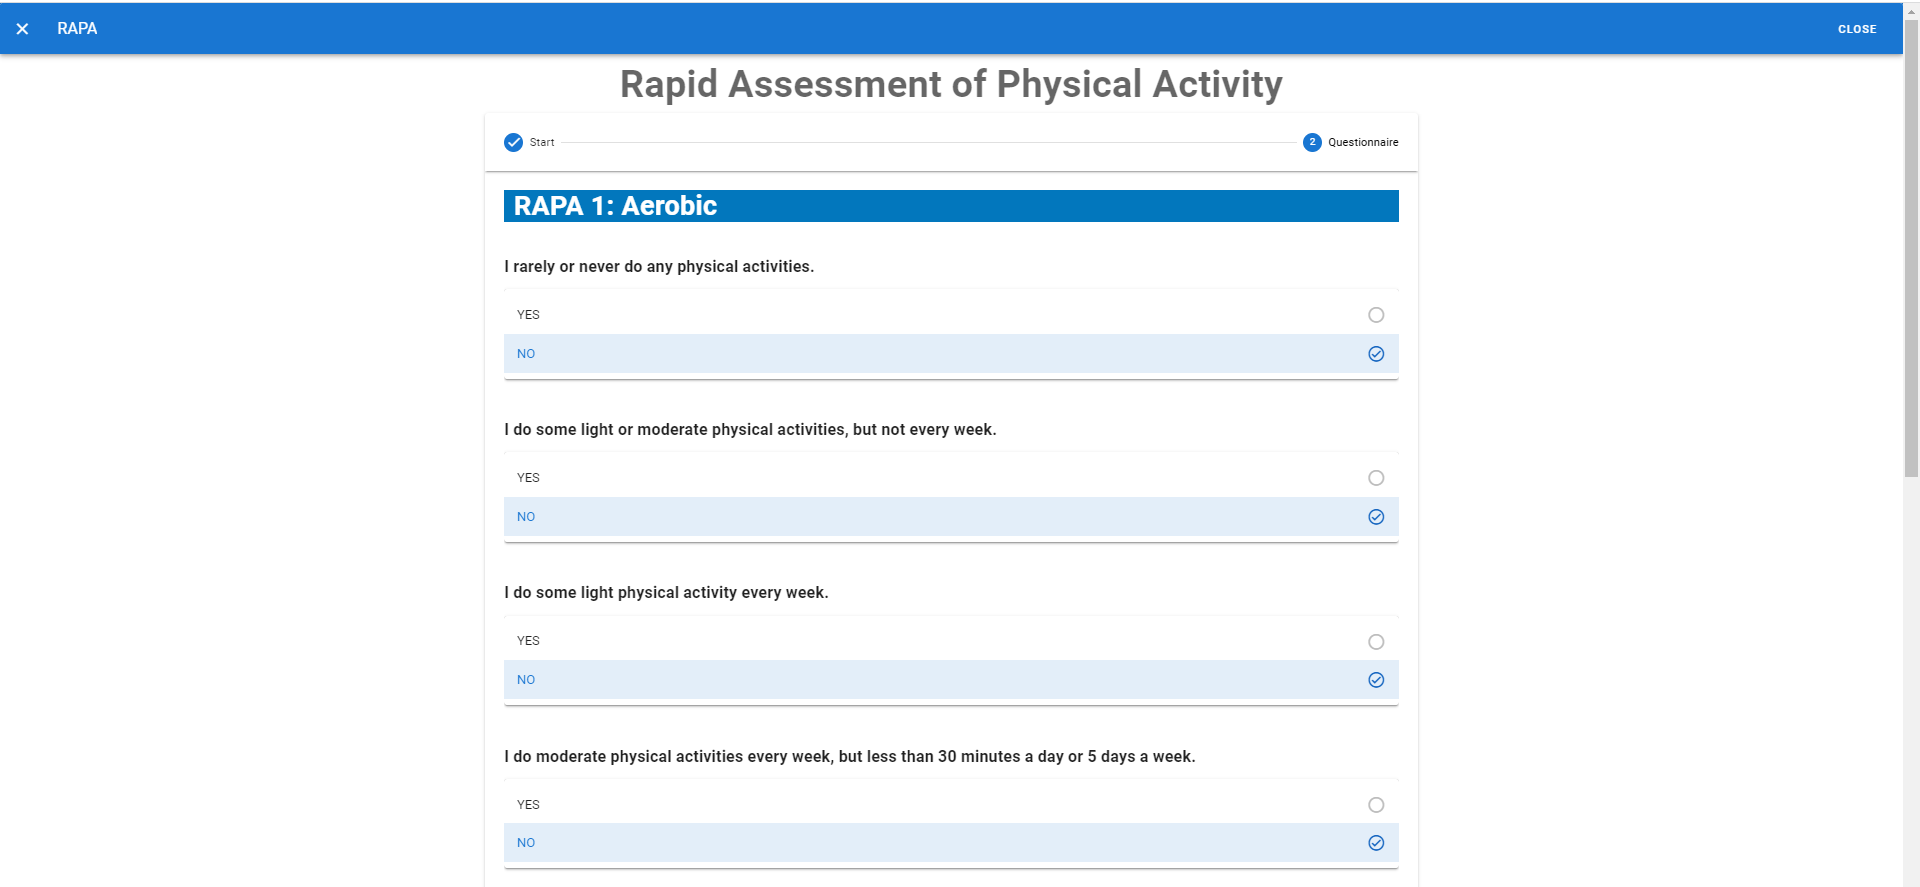 RAPA
CLOSE
Rapid Assessment of Physical Activity
Start
2 Questionnaire
RAPA 1: Aerobic
I rarely or never do any physical activities.
YES
NO
I do some light or moderate physical activities, but not every week.
YES
NO
I do some light physical activity every week.
YES
NO
I do moderate physical activities every week, but less than 30 minutes a day or 5 days a week.
YES
NO